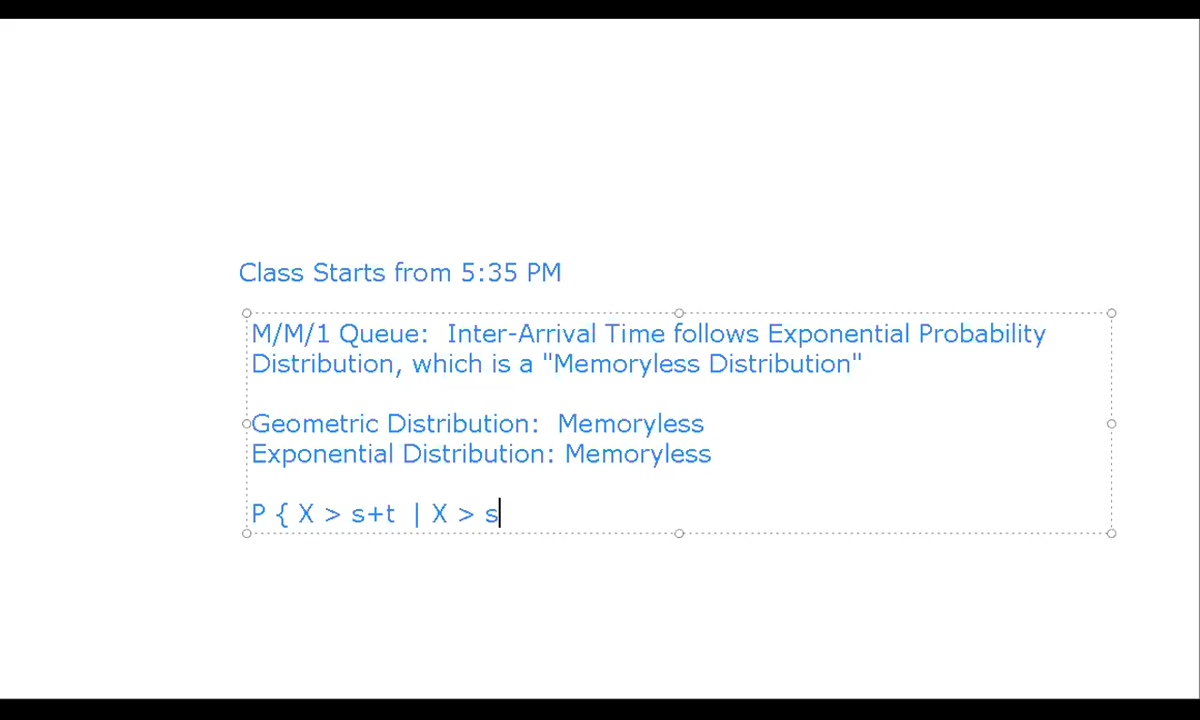 Class Starts from 5:35 PM
M/M/1 Queue:  Inter-Arrival Time follows Exponential Probability
Distribution, which is a "Memoryless Distribution"
Geometric Distribution:  Memoryless
Exponential Distribution: Memoryless
P { X > s+t  | X > s